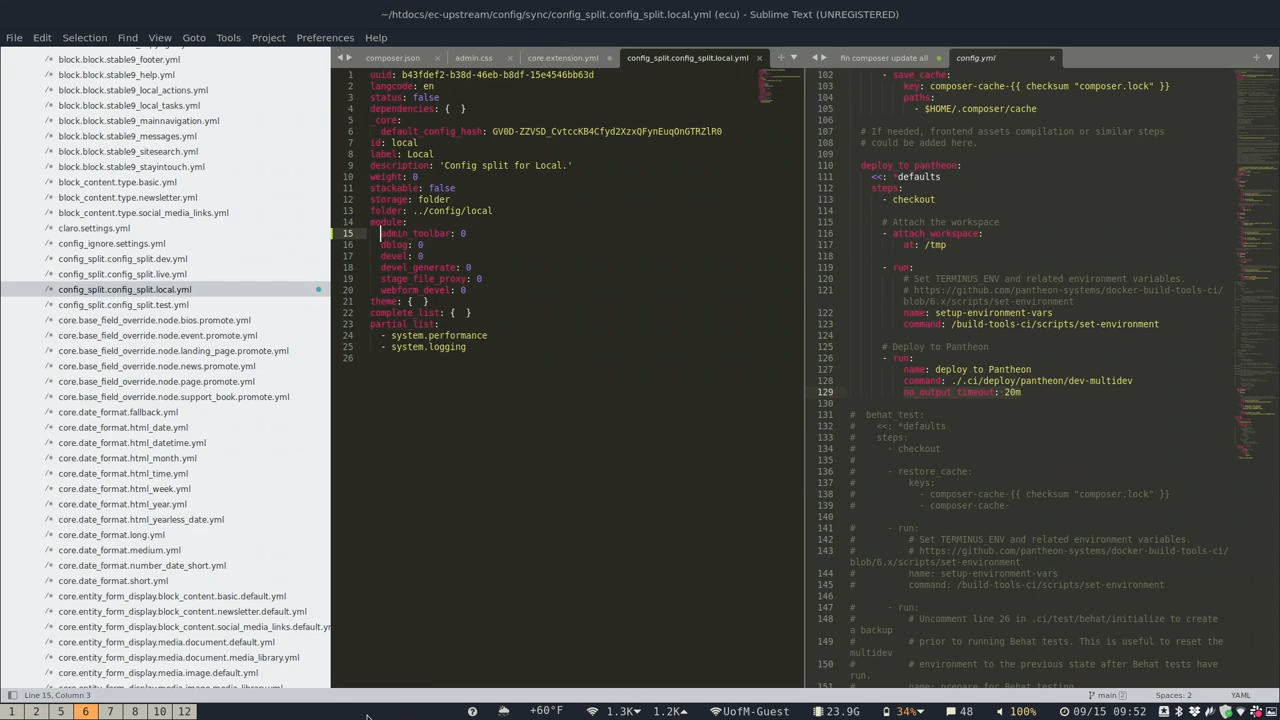 ~/htdocs/ec-upstream/config/sync/config_split.config_split.local.yml (ecu) - Sublime Text (UNREGISTERED)
File Edit Selection Find View Goto Tools Project Preferences Help
block.block.stable9_footer.yml
block.block.stable9_help.yml
block.block.stable9_local_actions.yml
block.block.stable9_local_tasks.yml
block.block.stable9_mainnavigation.yml
block.block.stable9_messages.yml
block.block.stable9_sitesearch.yml
block.block.stable9_stayintouch.yml
block_content.type.basic.yml
block_content.type.newsletter.yml
block_content.type.social_media_links.yml
claro.settings.yml
config_ignore.settings.yml
config_split.config_split.dev.yml
config_split.config_split.live.yml
config_split.config_split.local.yml
config_split.config_split.test.yml
core.base_field_override.node.bios.promote.yml
core.base_field_override.node.event.promote.yml
core.base_field_override.node.landing_page.promote.yml
core.base_field_override.node.news.promote.yml
core.base_field_override.node.page.promote.yml
core.base_field_override.node.support_book.promote.yml
core.date_format.fallback.yml
core.date_format.html_date.yml
core.date_format.html_datetime.yml
core.date_format.html_month.yml
core.date_format.html_time.yml
core.date_format.html_week.yml
core.date_format.html_year.yml
core.date_format.html_yearless_date.yml
core.date_format.long.yml
core.date_format.medium.yml
core.date_format.number_date_short.yml
core.date_format.short.yml
core.entity_form_display.block_content.basic.default.yml
core.entity_form_display.block_content.newsletter.default.yml
core.entity_form_display.block_content.social_media_links.default.yr
core.entity_form_display.media.document.default.yml
core.entity_form_display.media.document.media_library.yml
core.entity_form_display.media.image.default.yml
core.entity_form_display.media.image.media_library.yml
composer.json admin.css core.extension.yml config_split.config_split.local.yml
1 uuid: b43fdef2-b38d-46eb-b8df-15e4546bb63d
2 langcode: en
3 status: false
4 dependencies: {  }
5 _core:
6 default_config_hash: GV0D-ZZVSD_CvtccKB4Cfyd2XzxQFynEuqOnGTRZlR0
7 id: local
8 label: Local
9 description: 'Config split for Local.'
10 weight: 0
11 stackable: false
12 storage: folder
13 folder: ../config/local
14 module:
15 admin_toolbar: 0
16 dblog: 0
17 devel: 0
18 devel_generate: 0
19 stage_file_proxy: 0
20 webform_devel: 0
21 theme: {  }
22 complete_list: {  }
23 partial_list:
24 - system.performance
25 - system.logging
26
fin composer update all config.yml
102 - save_cache:
103 key: composer-cache-{{ checksum "composer.lock" }}
104 paths:
105 - $HOME/.composer/cache
106
107 # If needed, frontend assets compilation or similar steps
108 # could be added here.
109
110 deploy_to_pantheon:
111 <<: *defaults
112 steps:
113 - checkout
114
115 # Attach the workspace
116 - attach_workspace:
117 at: /tmp
118
119 - run:
120 # Set TERMINUS_ENV and related environment variables.
121 # https://github.com/pantheon-systems/docker-build-tools-ci/
blob/6.x/scripts/set-environment
122 name: setup-environment-vars
123 command: /build-tools-ci/scripts/set-environment
124
125 # Deploy to Pantheon
126 - run:
127 name: deploy to Pantheon
128 command: ./.ci/deploy/pantheon/dev-multidev
129 no_output_timeout: 20m
130
131 # behat_test:
132 # <<: *defaults
133 # steps:
134 # - checkout
135 #
136 # - restore_cache:
137 # keys:
138 # - composer-cache-{{ checksum "composer.lock" }}
139 # - composer-cache-
140
141 # - run:
142 # # Set TERMINUS_ENV and related environment variables.
143 # # https://github.com/pantheon-systems/docker-build-tools-ci/
blob/6.x/scripts/set-environment
144 # name: setup-environment-vars
145 # command: /build-tools-ci/scripts/set-environment
146
147 # - run:
148 # # Uncomment line 26 in .ci/test/behat/initialize to create
a backup
149 # # prior to running Behat tests. This is useful to reset the
multidev
150 # # environment to the previous state after Behat tests have
run.
151 # name: prepare for Behat testing
Line 15, Column 3 main 2 Spaces: 2 YAML
1 2 5 6 7 8 10 12 +60°F 1.3K 1.2K UofM-Guest 23.9G 34% 48 100% 09/15 09:52